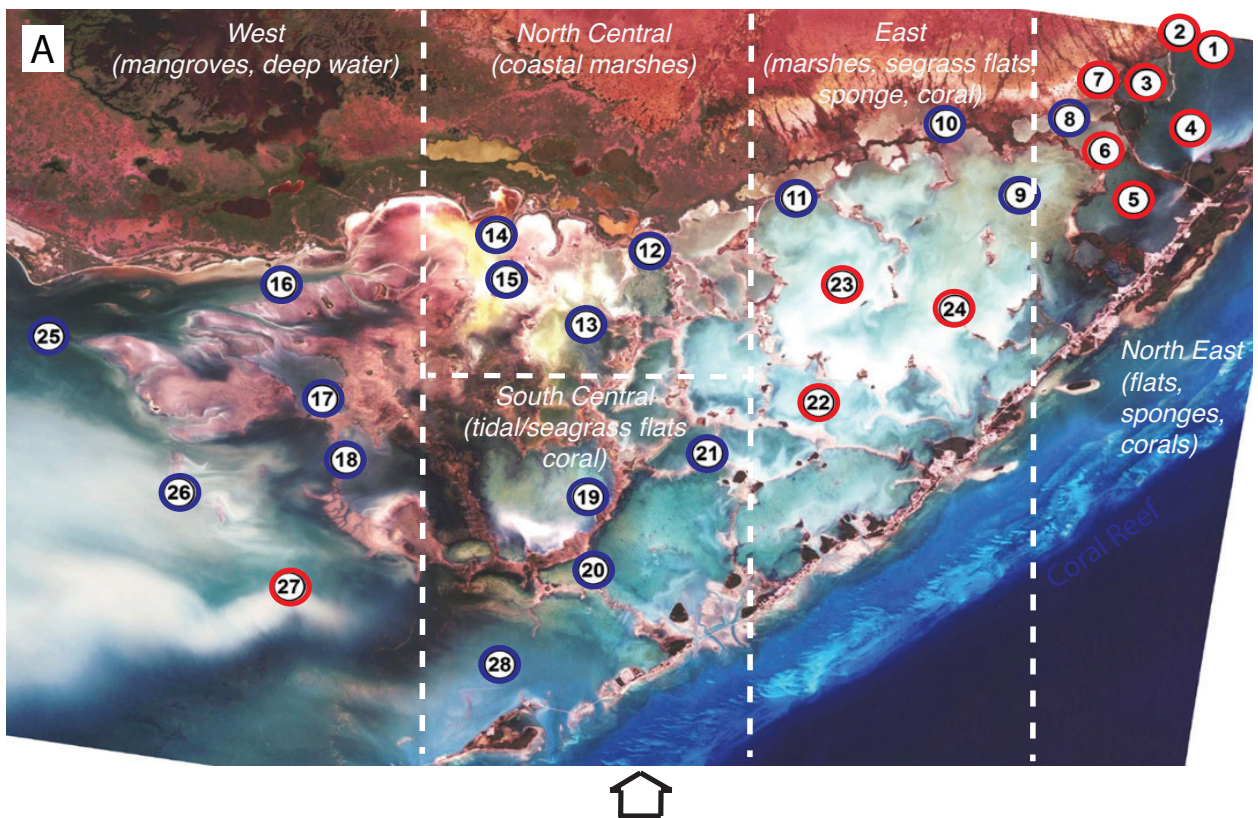 A
West
(mangroves, deep water)
North Central
(coastal marshes)
East
(marshes, segrass flats,
sponge, coral)
2
1
7
3
8
4
10
6
11
9
5
14
12
15
16
23
13
24
25
North East
(flats,
sponges,
corals)
South Central
(tidal/seagrass flats
coral)
17
22
18
21
26
19
Coral Reef
20
27
28